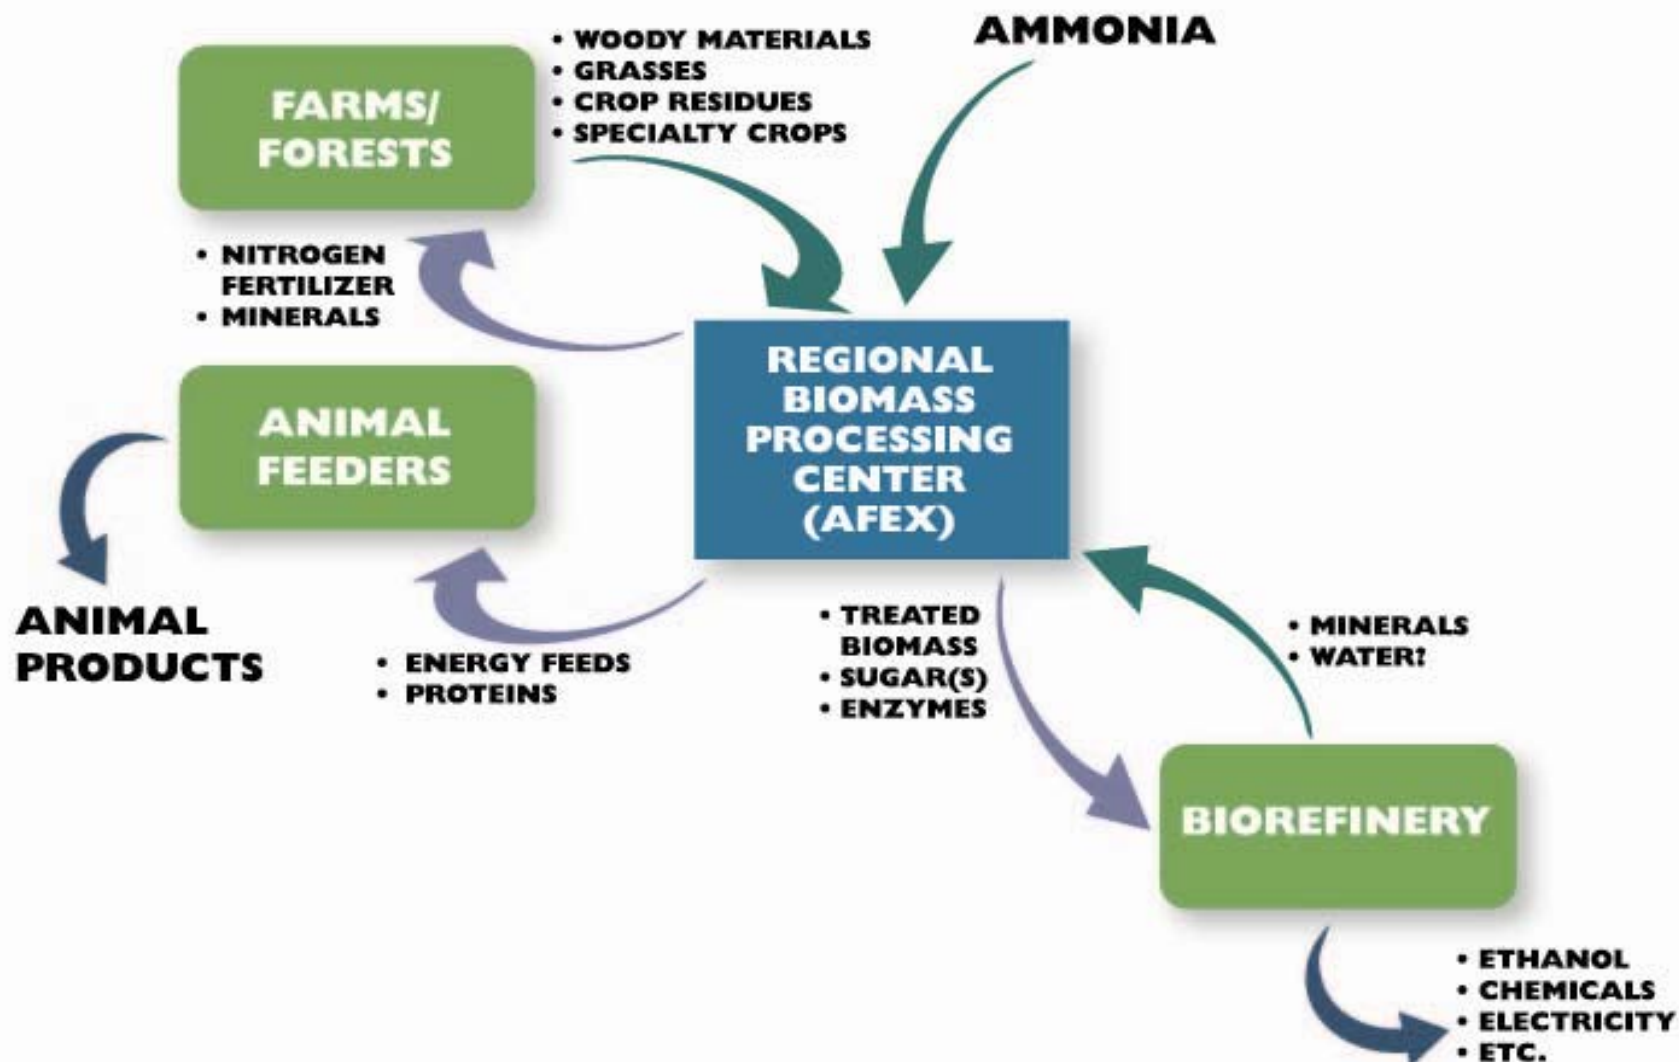 FARMS/
FORESTS
• WOODY MATERIALS
• GRASSES
• CROP RESIDUES
• SPECIALTY CROPS
AMMONIA
• NITROGEN
FERTILIZER
• MINERALS
REGIONAL
BIOMASS
PROCESSING
CENTER
(AFEX)
ANIMAL
FEEDERS
ANIMAL
PRODUCTS
• ENERGY FEEDS
• PROTEINS
• TREATED
BIOMASS
• SUGAR(S)
• ENZYMES
• MINERALS
• WATER?
BIOREFINERY
• ETHANOL
• CHEMICALS
• ELECTRICITY
• ETC.